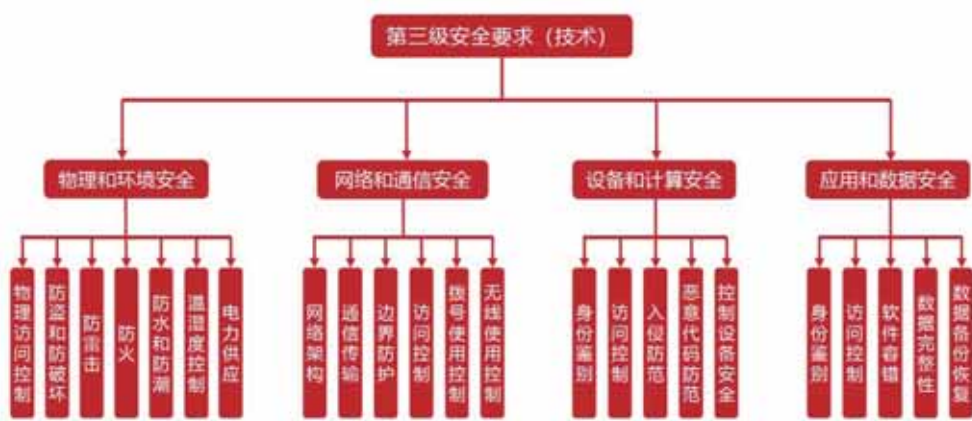 第三级安全要求（技术）
物理和环境安全
网络和通信安全
设备和计算安全
应用和数据安全
物理访问控制
防盗和防破坏
防雷击
防火
防水和防潮
温湿度控制
电力供应
网络架构
通信传输
边界防护
访问控制
拨号使用控制
无线使用控制
身份鉴别
访问控制
入侵防范
恶意代码防范
控制设备安全
身份鉴别
访问控制
软件容错
数据完整性
数据备份恢复